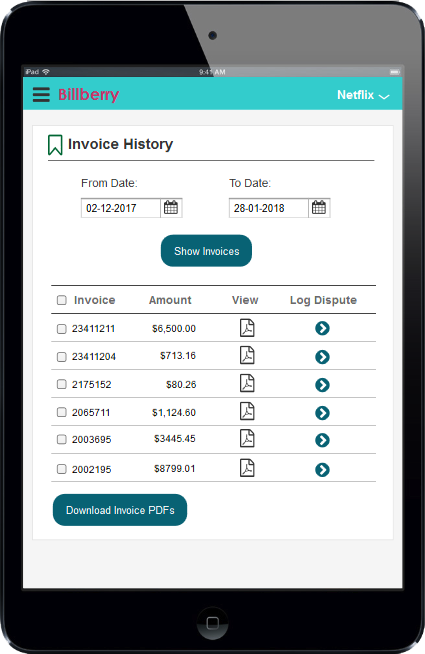 iPad 9:41 AM
Billberry Netflix
Invoice History
From Date: To Date:
02-12-2017 28-01-2018
Show Invoices
Invoice Amount View Log Dispute
23411211 $6,500.00
23411204 $713.16
2175152 $80.26
2065711 $1,124.60
2003695 $3445.45
2002195 $8799.01
Download Invoice PDFs